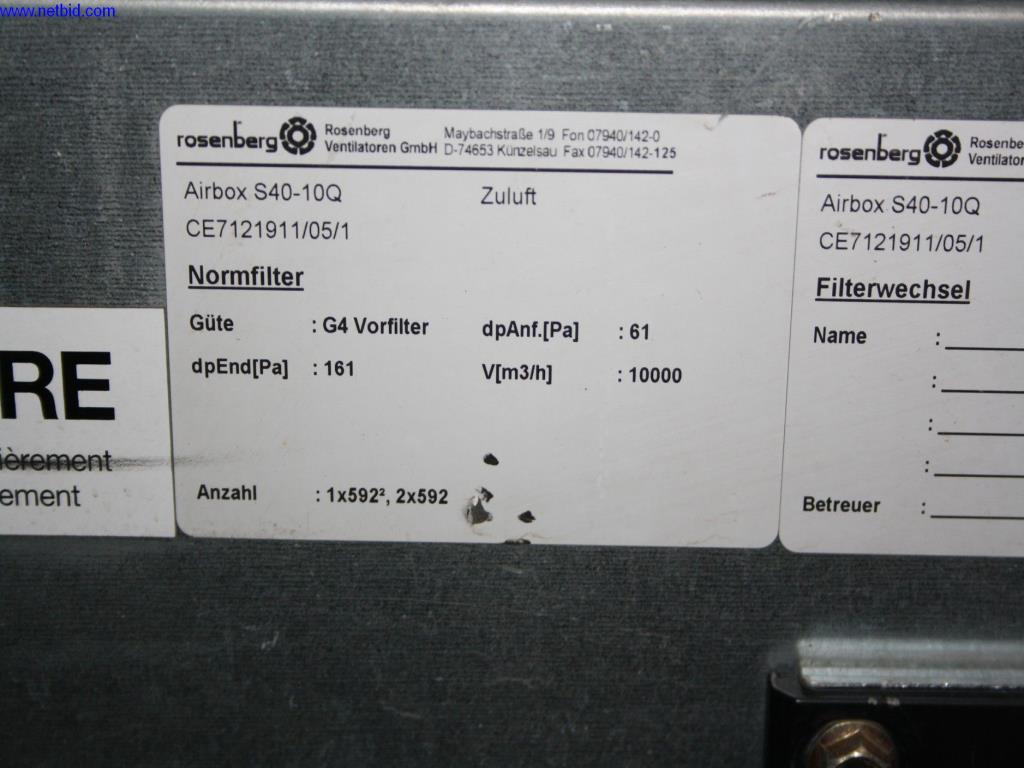 www.netbid.com
rosenberg Rosenberg Maybachstraße 1/9 Fon 07940/142-0
Ventilatoren GmbH D-74653 Künzelsau Fax 07940/142-125
Airbox S40-10Q Zuluft
CE7121911/05/1
Normfilter
Güte : G4 Vorfilter dpAnf.[Pa] : 61
dpEnd[Pa] : 161 V[m3/h] : 10000
Anzahl : 1x592², 2x592
rosenberg
Airbox S40-10Q
CE7121911/05/1
Filterwechsel
Name :
:
:
:
Betreuer :
RE
ièrement
ement